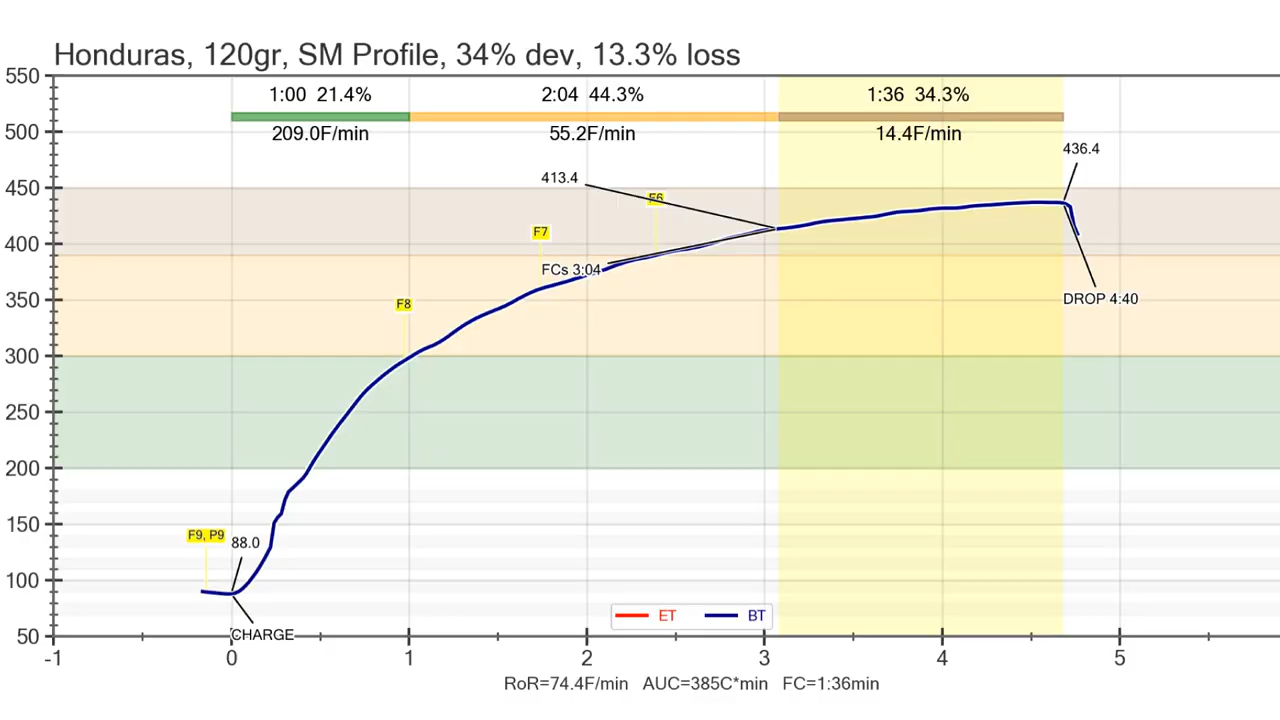 Honduras, 120gr, SM Profile, 34% dev, 13.3% loss
550
1:00 21.4%
2:04 44.3%
1:36 34.3%
500
209.0F/min
55.2F/min
14.4F/min
436.4
413.4
450
F6
F7
400
FCs 3:04
350
F8
DROP 4:40
300
250
200
150
F9, P9
88.0
100
ET
BT
50
CHARGE
-1
0
1
2
3
4
5
RoR=74.4F/min AUC=385C*min FC=1:36min